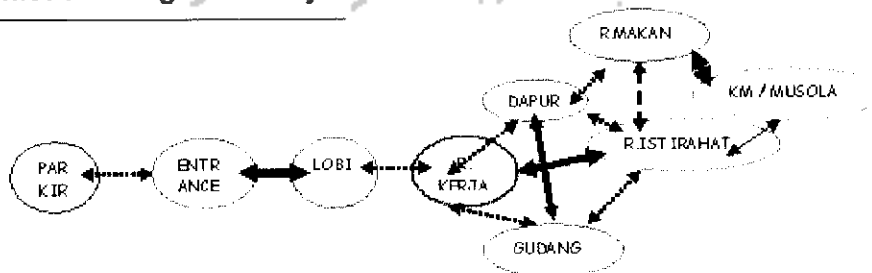 R.MAKAN
KM / MUSOLA
DAPUR
R.ISTIRAHAT
PAR
KIR
ENTR
ANCE
LOBI
R.
KERJA
GUDANG